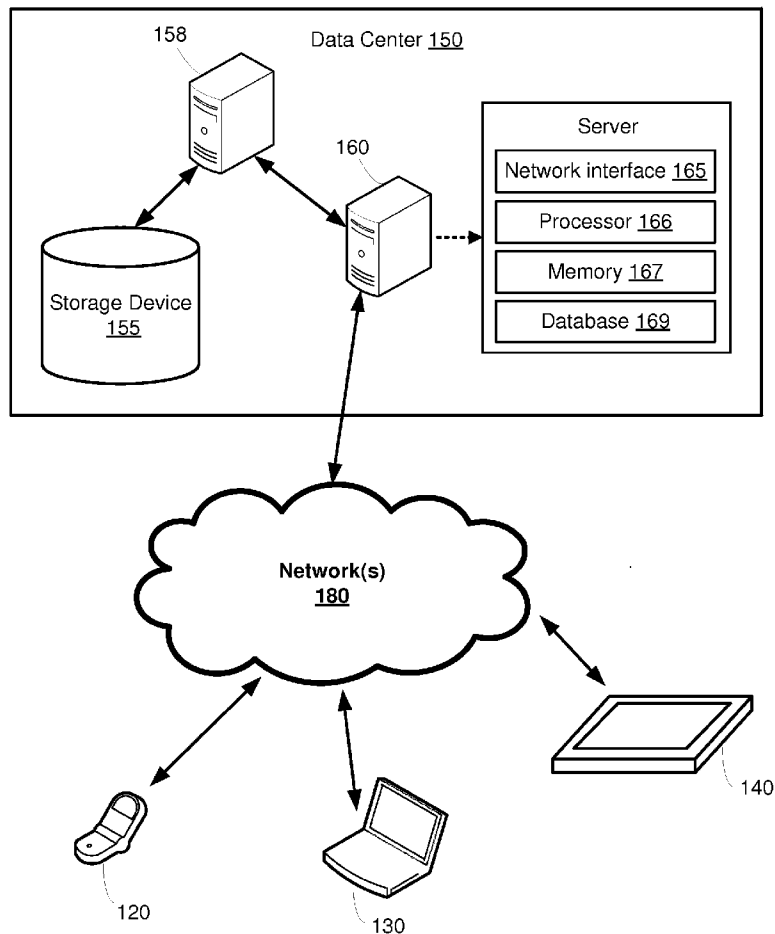 158
Data Center 150
160
Server
Network interface 165
Processor 166
Memory 167
Database 169
Storage Device
155
Network(s)
180
140
120
130